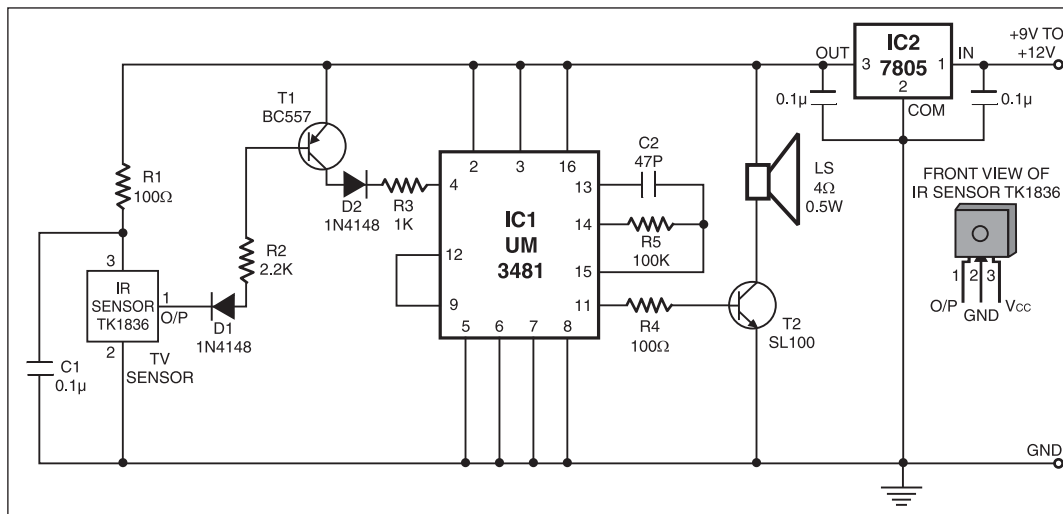 +9V TO
+12V
IC2
7805
OUT
IN
3
1
2
COM
0.1µ
0.1µ
T1
BC557
R1
100Ω
D2
1N4148
R3
1K
R2
2.2K
D1
1N4148
3
IR
SENSOR
TK1836
1
O/P
2
TV
SENSOR
C1
0.1µ
2
3
16
4
13
IC1
UM
3481
14
12
15
9
11
5
6
7
8
C2
47P
R5
100K
R4
100Ω
LS
4Ω
0.5W
T2
SL100
FRONT VIEW OF
IR SENSOR TK1836
1
2
3
O/P
GND
VCC
GND